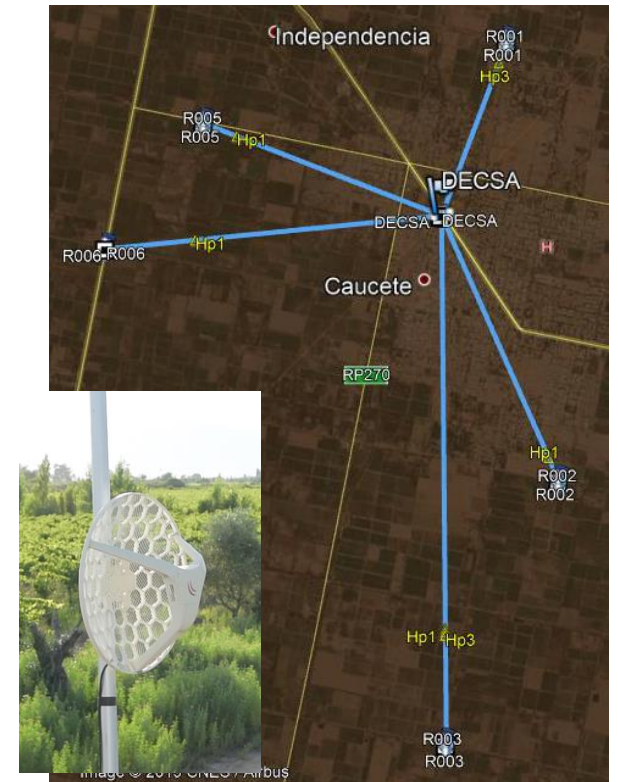 Independencia
R001
R001
Hp3
R005
R005
Hp1
DECSA
DECSA
DECSA
Hp1
R006
R006
H
Caucete
RP270
Hp1
R002
R002
Hp1
Hp3
R003
R003
Image © 2019 CNES / Airbus